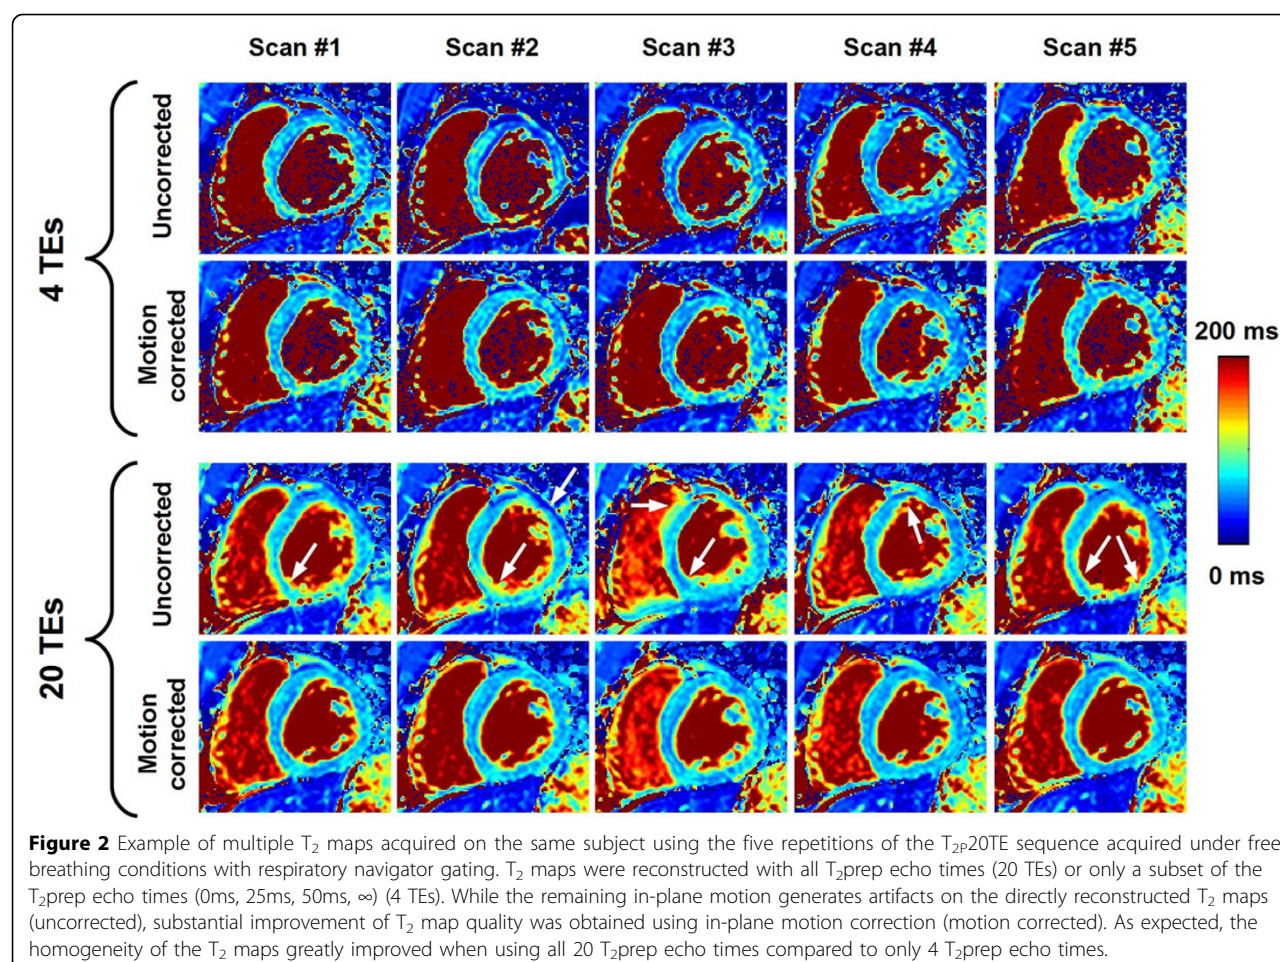 Scan #1 Scan #2 Scan #3 Scan #4 Scan #5
4 TEs
Uncorrected
Motion
corrected
200 ms
0 ms
20 TEs
Uncorrected
Motion
corrected
Figure 2 Example of multiple T₂ maps acquired on the same subject using the five repetitions of the T₂ₚ20TE sequence acquired under free
breathing conditions with respiratory navigator gating. T₂ maps were reconstructed with all T₂prep echo times (20 TEs) or only a subset of the
T₂prep echo times (0ms, 25ms, 50ms, ∞) (4 TEs). While the remaining in-plane motion generates artifacts on the directly reconstructed T₂ maps
(uncorrected), substantial improvement of T₂ map quality was obtained using in-plane motion correction (motion corrected). As expected, the
homogeneity of the T₂ maps greatly improved when using all 20 T₂prep echo times compared to only 4 T₂prep echo times.